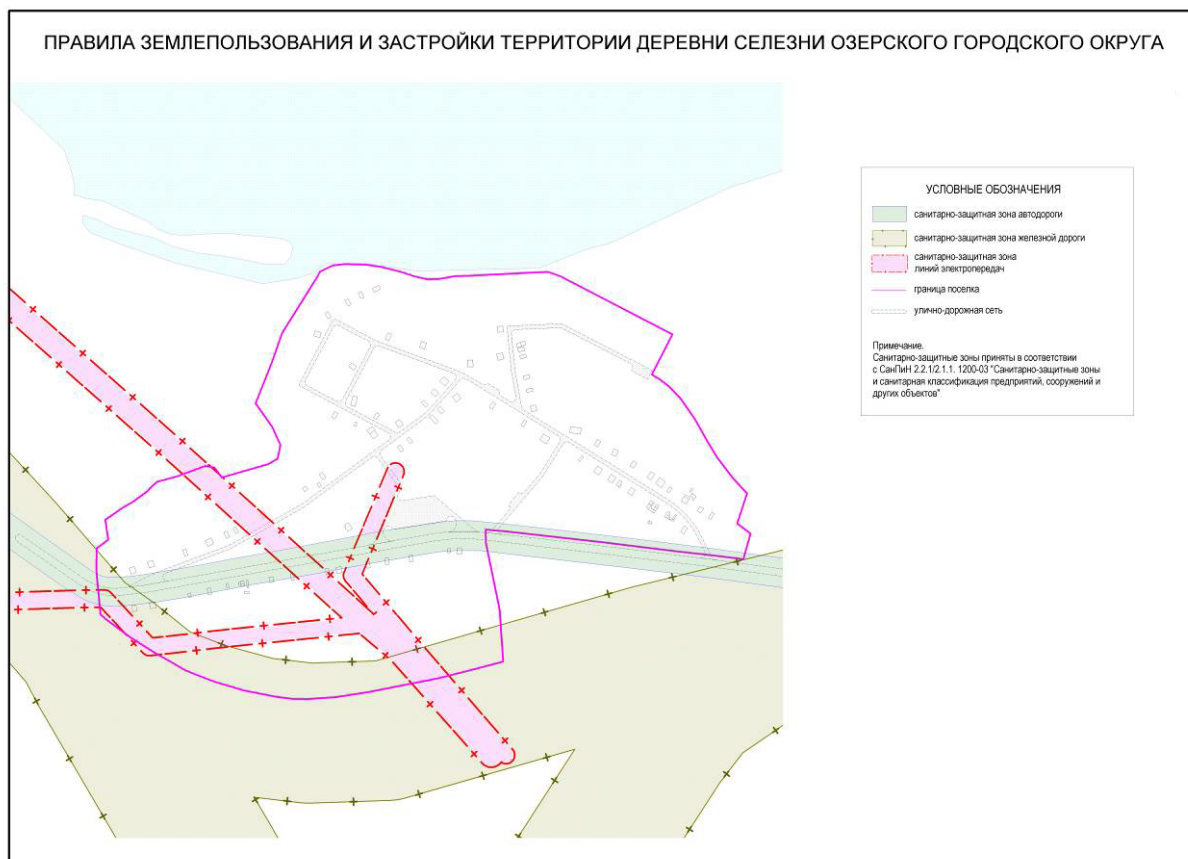 ПРАВИЛА ЗЕМЛЕПОЛЬЗОВАНИЯ И ЗАСТРОЙКИ ТЕРРИТОРИИ ДЕРЕВНИ СЕЛЕЗНИ ОЗЕРСКОГО ГОРОДСКОГО ОКРУГА
УСЛОВНЫЕ ОБОЗНАЧЕНИЯ
санитарно-защитная зона автодороги
санитарно-защитная зона железной дороги
санитарно-защитная зона
линий электропередач
граница поселка
улично-дорожная сеть
Примечание.
Санитарно-защитные зоны приняты в соответствии
с СанПиН 2.2.1/2.1.1. 1200-03 "Санитарно-защитные зоны
и санитарная классификация предприятий, сооружений и
других объектов"